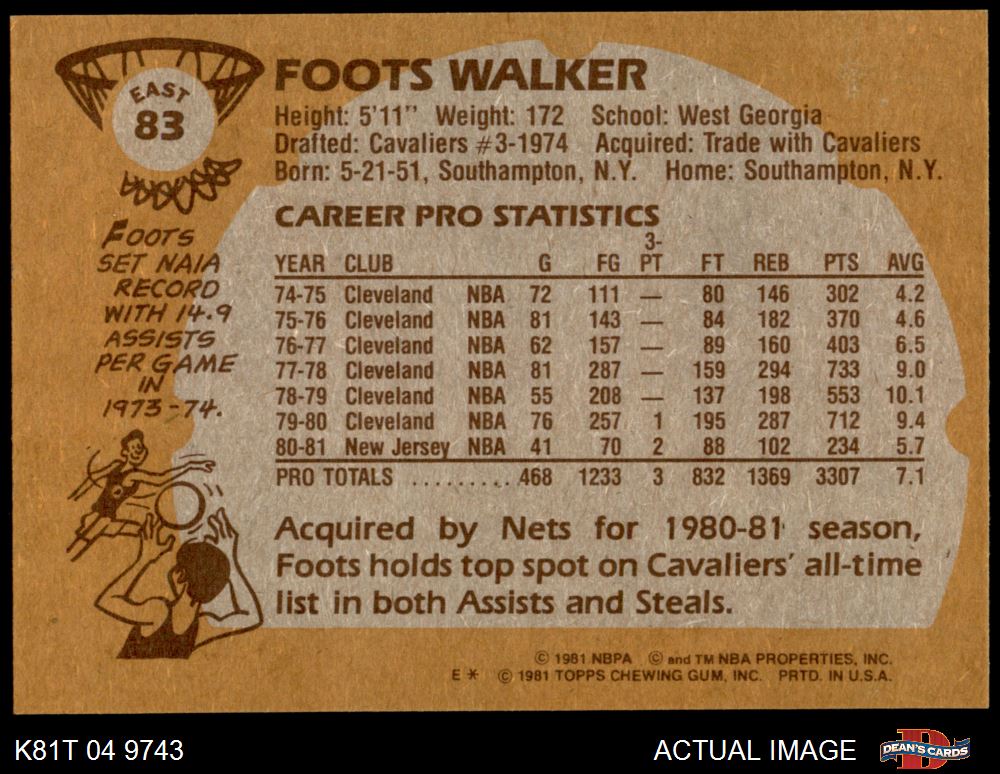 EAST
83
FOOTS WALKER
Height: 5'11" Weight: 172 School: West Georgia
Drafted: Cavaliers #3-1974 Acquired: Trade with Cavaliers
Born: 5-21-51, Southampton, N.Y. Home: Southampton, N.Y.
FOOTS
SET NAIA
RECORD
WITH 14.9
ASSISTS
PER GAME
IN
1973-74.
CAREER PRO STATISTICS
YEAR CLUB G FG 3-PT FT REB PTS AVG
74-75 Cleveland NBA 72 111 — 80 146 302 4.2
75-76 Cleveland NBA 81 143 — 84 182 370 4.6
76-77 Cleveland NBA 62 157 — 89 160 403 6.5
77-78 Cleveland NBA 81 287 — 159 294 733 9.0
78-79 Cleveland NBA 55 208 — 137 198 553 10.1
79-80 Cleveland NBA 76 257 1 195 287 712 9.4
80-81 New Jersey NBA 41 70 2 88 102 234 5.7
PRO TOTALS ......... 468 1233 3 832 1369 3307 7.1
Acquired by Nets for 1980-81 season,
Foots holds top spot on Cavaliers' all-time
list in both Assists and Steals.
© 1981 NBPA © and TM NBA PROPERTIES, INC.
E * © 1981 TOPPS CHEWING GUM, INC. PRTD. IN U.S.A.
K81T 04 9743 ACTUAL IMAGE DEAN'S CARDS